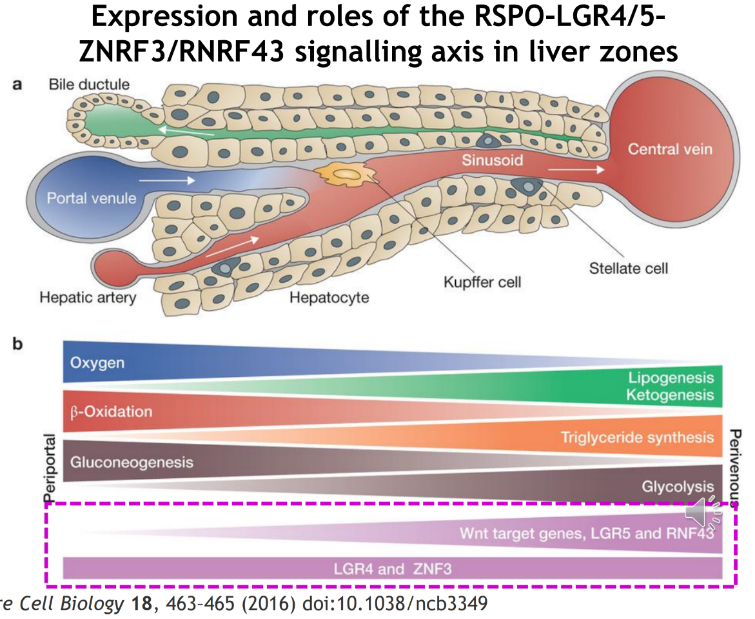 Expression and roles of the RSPO-LGR4/5-
ZNRF3/RNRF43 signalling axis in liver zones
a
Bile ductule
Portal venule
Sinusoid
Central vein
Hepatic artery
Hepatocyte
Kupffer cell
Stellate cell
b
Oxygen
Lipogenesis
Ketogenesis
β-Oxidation
Triglyceride synthesis
Gluconeogenesis
Glycolysis
Periportal
Perivenous
Wnt target genes, LGR5 and RNF43
LGR4 and ZNF3
re Cell Biology 18, 463–465 (2016) doi:10.1038/ncb3349